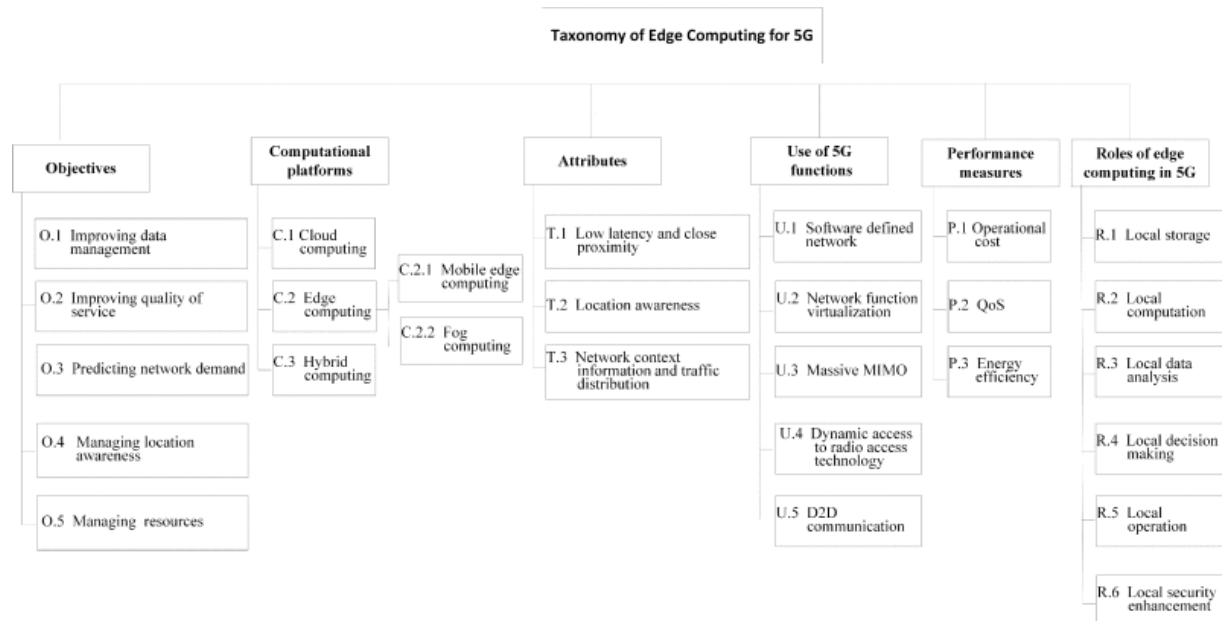 Taxonomy of Edge Computing for 5G
Objectives
O.1 Improving data
management
O.2 Improving quality of
service
O.3 Predicting network demand
O.4 Managing location
awareness
O.5 Managing resources
Computational
platforms
C.1 Cloud
computing
C.2 Edge
computing
C.2.1 Mobile edge
computing
C.2.2 Fog
computing
C.3 Hybrid
computing
Attributes
T.1 Low latency and close
proximity
T.2 Location awareness
T.3 Network context
information and traffic
distribution
Use of 5G
functions
U.1 Software defined
network
U.2 Network function
virtualization
U.3 Massive MIMO
U.4 Dynamic access
to radio access
technology
U.5 D2D
communication
Performance
measures
P.1 Operational
cost
P.2 QoS
P.3 Energy
efficiency
Roles of edge
computing in 5G
R.1 Local storage
R.2 Local
computation
R.3 Local data
analysis
R.4 Local decision
making
R.5 Local
operation
R.6 Local security
enhancement